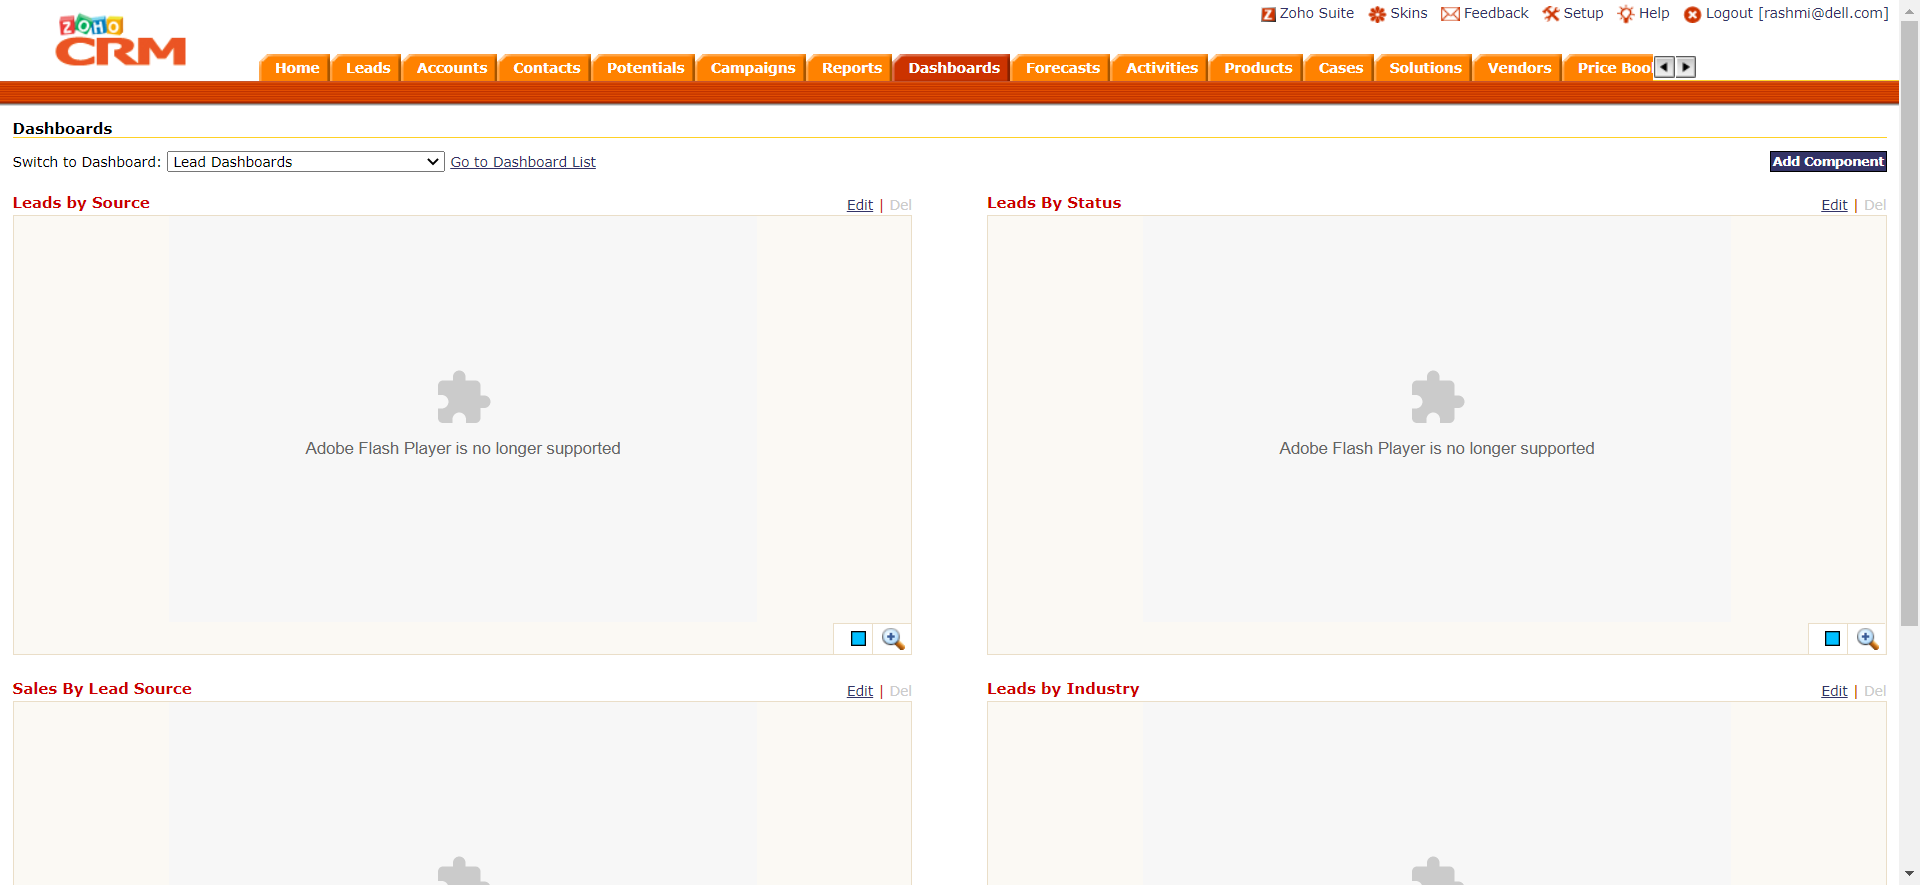 Zoho Suite Skins Feedback Setup Help Logout [rashmi@dell.com]
ZOHO
CRM
Home Leads Accounts Contacts Potentials Campaigns Reports Dashboards Forecasts Activities Products Cases Solutions Vendors Price Boo
Dashboards
Switch to Dashboard: Lead Dashboards Go to Dashboard List Add Component
Leads by Source Edit | Del
Leads By Status Edit | Del
Adobe Flash Player is no longer supported
Adobe Flash Player is no longer supported
Sales By Lead Source Edit | Del
Leads by Industry Edit | Del